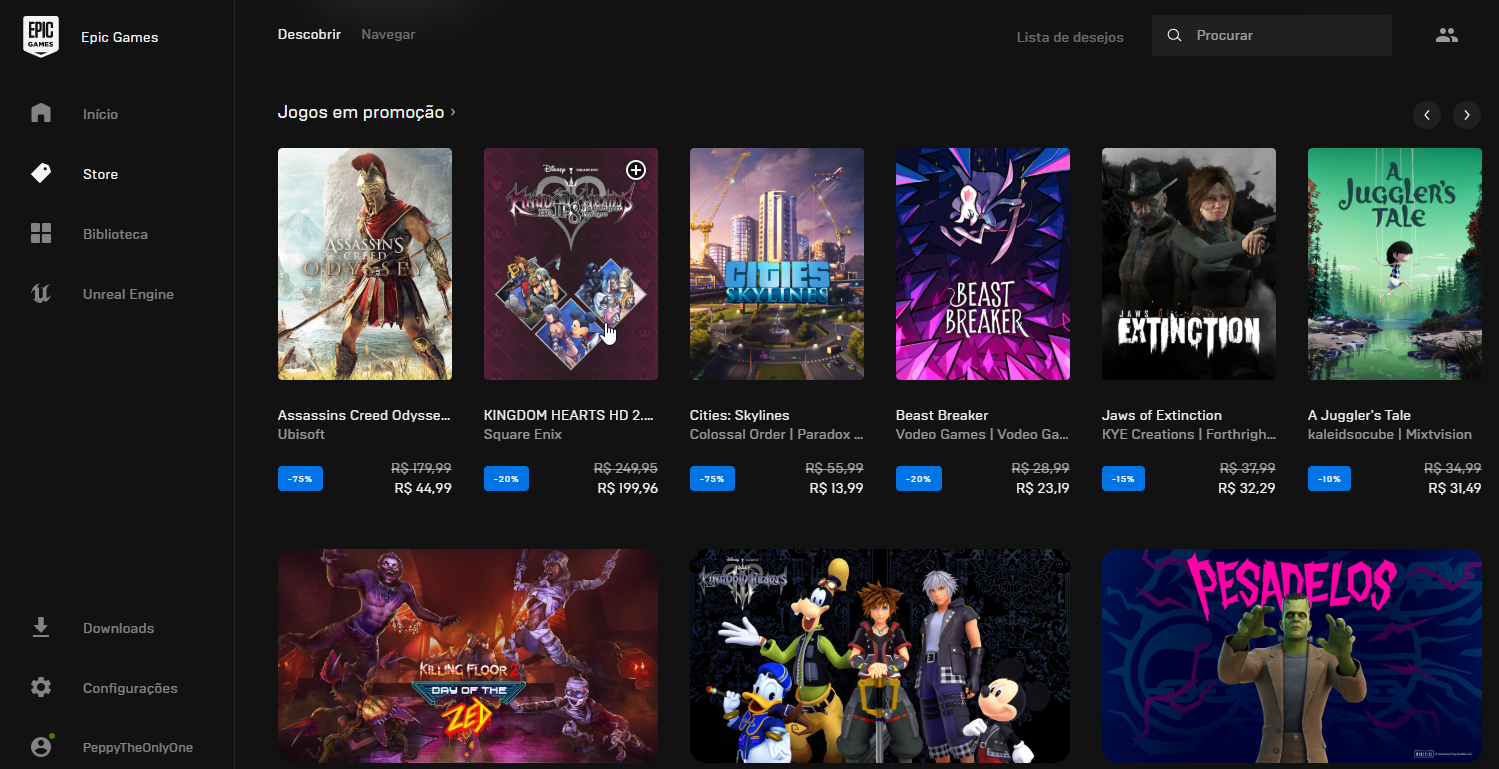 EPIC
GAMES
Epic Games
Início
Store
Biblioteca
Unreal Engine
Downloads
Configurações
PeppyTheOnlyOne
Descobrir
Navegar
Lista de desejos
Procurar
Jogos em promoção ›
ASSASSIN'S
CREED
ODYSSEY
Disney SQUARE ENIX
KINGDOM HEARTS
CITIES
SKYLINES
BEAST
BREAKER
JAWS OF
EXTINCTION
A
JUGGLER'S
TALE
Assassins Creed Odysse...
Ubisoft
-75%
R$ 179,99
R$ 44,99
KINGDOM HEARTS HD 2....
Square Enix
-20%
R$ 249,95
R$ 199,96
Cities: Skylines
Colossal Order | Paradox ...
-75%
R$ 55,99
R$ 13,99
Beast Breaker
Vodeo Games | Vodeo Ga...
-20%
R$ 28,99
R$ 23,19
Jaws of Extinction
KYE Creations | Forthrigh...
-15%
R$ 37,99
R$ 32,29
A Juggler's Tale
kaleidsocube | Mixtvision
-10%
R$ 34,99
R$ 31,49
KILLING FLOOR 2
DAY OF THE
ZED
KINGDOM HEARTS
III
PESADELOS